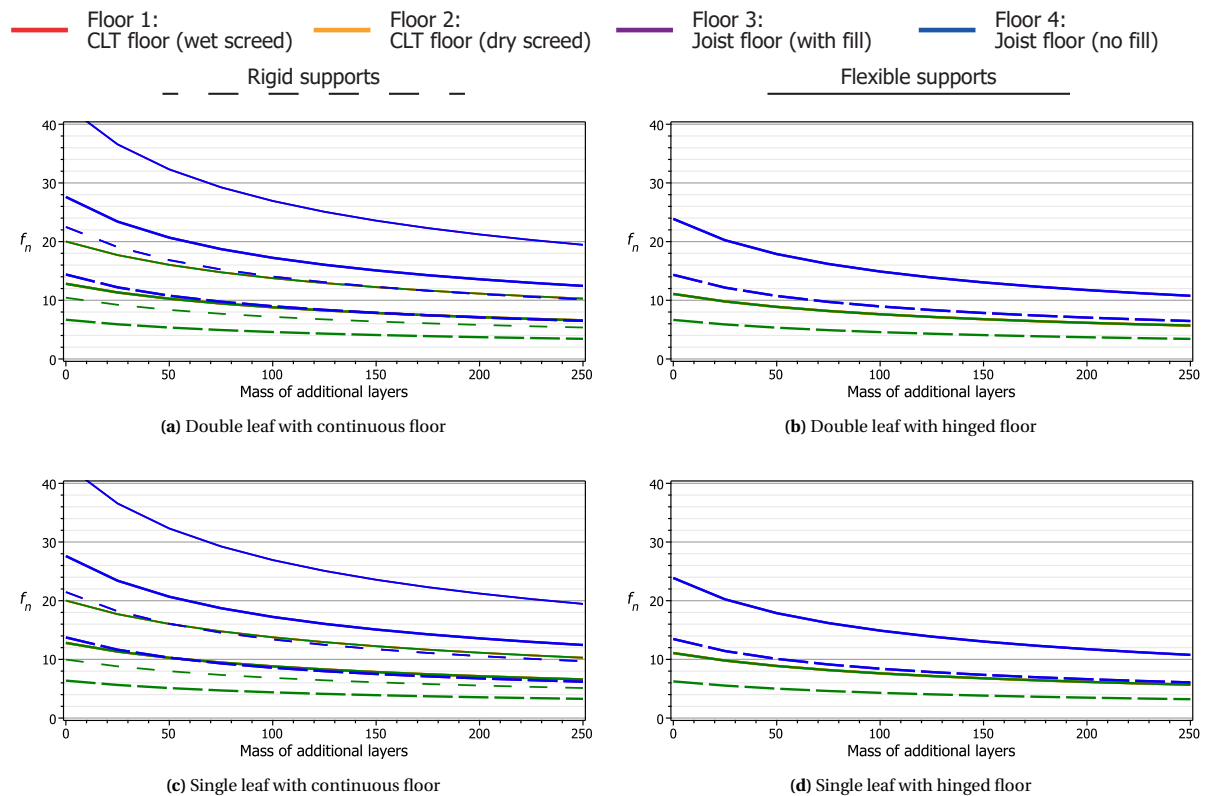 Floor 1:
CLT floor (wet screed)
Floor 2:
CLT floor (dry screed)
Floor 3:
Joist floor (with fill)
Floor 4:
Joist floor (no fill)
Rigid supports
Flexible supports
40
30
20
10
0
fn
0 50 100 150 200 250
Mass of additional layers
(a) Double leaf with continuous floor
40
30
20
10
0
fn
0 50 100 150 200 250
Mass of additional layers
(b) Double leaf with hinged floor
40
30
20
10
0
fn
0 50 100 150 200 250
Mass of additional layers
(c) Single leaf with continuous floor
40
30
20
10
0
fn
0 50 100 150 200 250
Mass of additional layers
(d) Single leaf with hinged floor